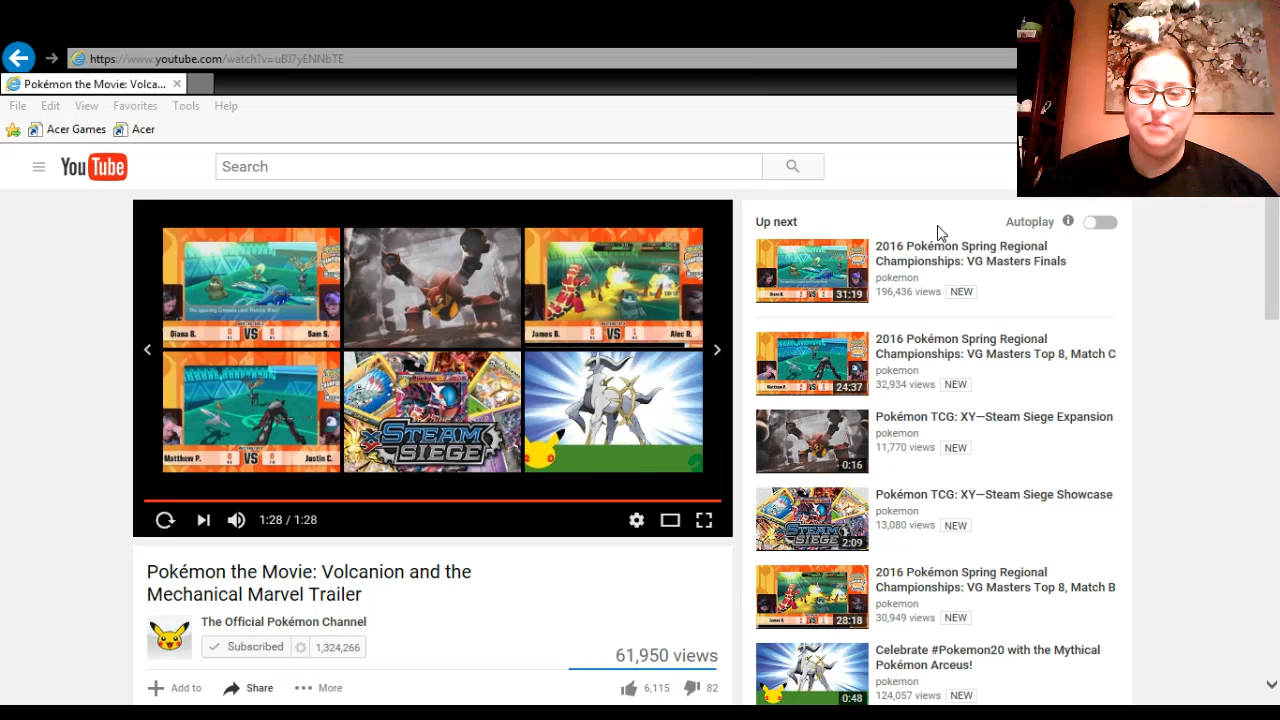 https://www.youtube.com/watch?v=uBJ7yENNbTE
Pokémon the Movie: Volca...
File Edit View Favorites Tools Help
Acer Games Acer
YouTube
Search
Up next
Autoplay
Diana B. VS Sam S.
James B. VS Alec R.
Matthew P. VS Justin C.
STEAM SIEGE
1:28 / 1:28
Pokémon the Movie: Volcanion and the
Mechanical Marvel Trailer
The Official Pokémon Channel
Subscribed 1,324,266
61,950 views
Add to Share More 6,115 82
2016 Pokémon Spring Regional
Championships: VG Masters Finals
pokemon
196,436 views NEW
31:19
2016 Pokémon Spring Regional
Championships: VG Masters Top 8, Match C
pokemon
32,934 views NEW
24:37
Pokémon TCG: XY—Steam Siege Expansion
pokemon
11,770 views NEW
0:16
Pokémon TCG: XY—Steam Siege Showcase
pokemon
13,080 views NEW
STEAM SIEGE
2:09
2016 Pokémon Spring Regional
Championships: VG Masters Top 8, Match B
pokemon
30,949 views NEW
28:18
Celebrate #Pokemon20 with the Mythical
Pokémon Arceus!
pokemon
124,057 views NEW
0:48